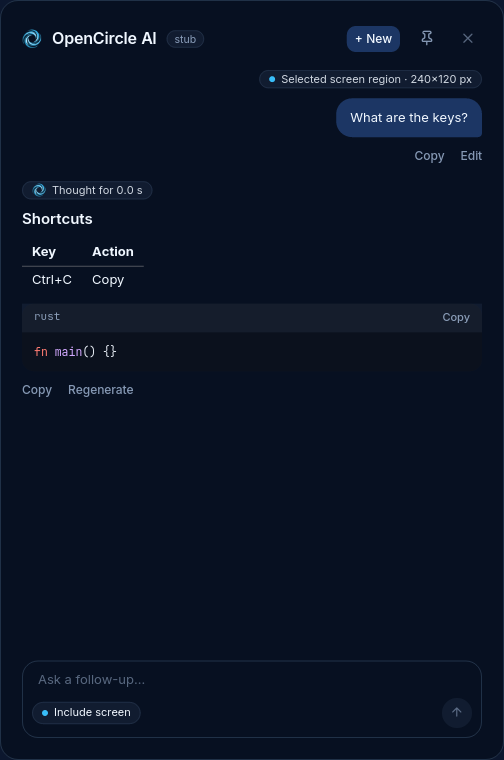 OpenCircle AI stub + New
Selected screen region · 240×120 px
What are the keys?
Copy Edit
Thought for 0.0 s
Shortcuts
Key Action
Ctrl+C Copy
rust Copy
fn main() {}
Copy Regenerate
Ask a follow-up...
Include screen